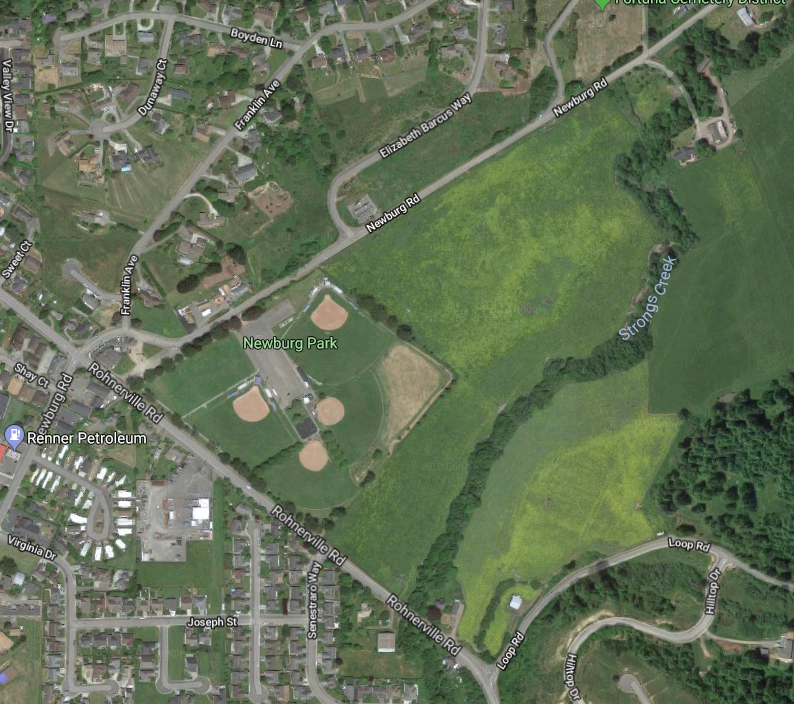 Fortuna Cemetery District
Boyden Ln
Valley View Dr
Dunaway Ct
Franklin Ave
Elizabeth Barcus Way
Newburg Rd
Newburg Rd
Sweet Ct
Franklin Ave
Strongs Creek
Newburg Park
Shay Ct
Rohnerville Rd
Newburg Rd
Renner Petroleum
Rohnerville Rd
Virginia Dr
Loop Rd
Hilltop Dr
Senestraro Way
Rohnerville Rd
Joseph St
Loop Rd
Hilltop Dr